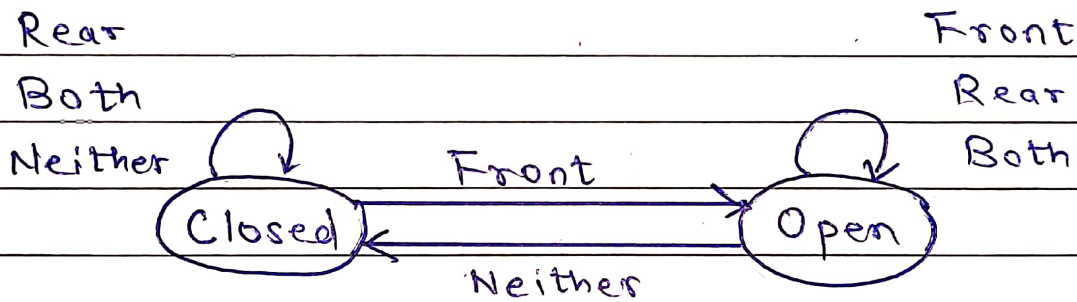 Rear
Both
Neither
Front
Front
Rear
Both
Closed
Open
Neither